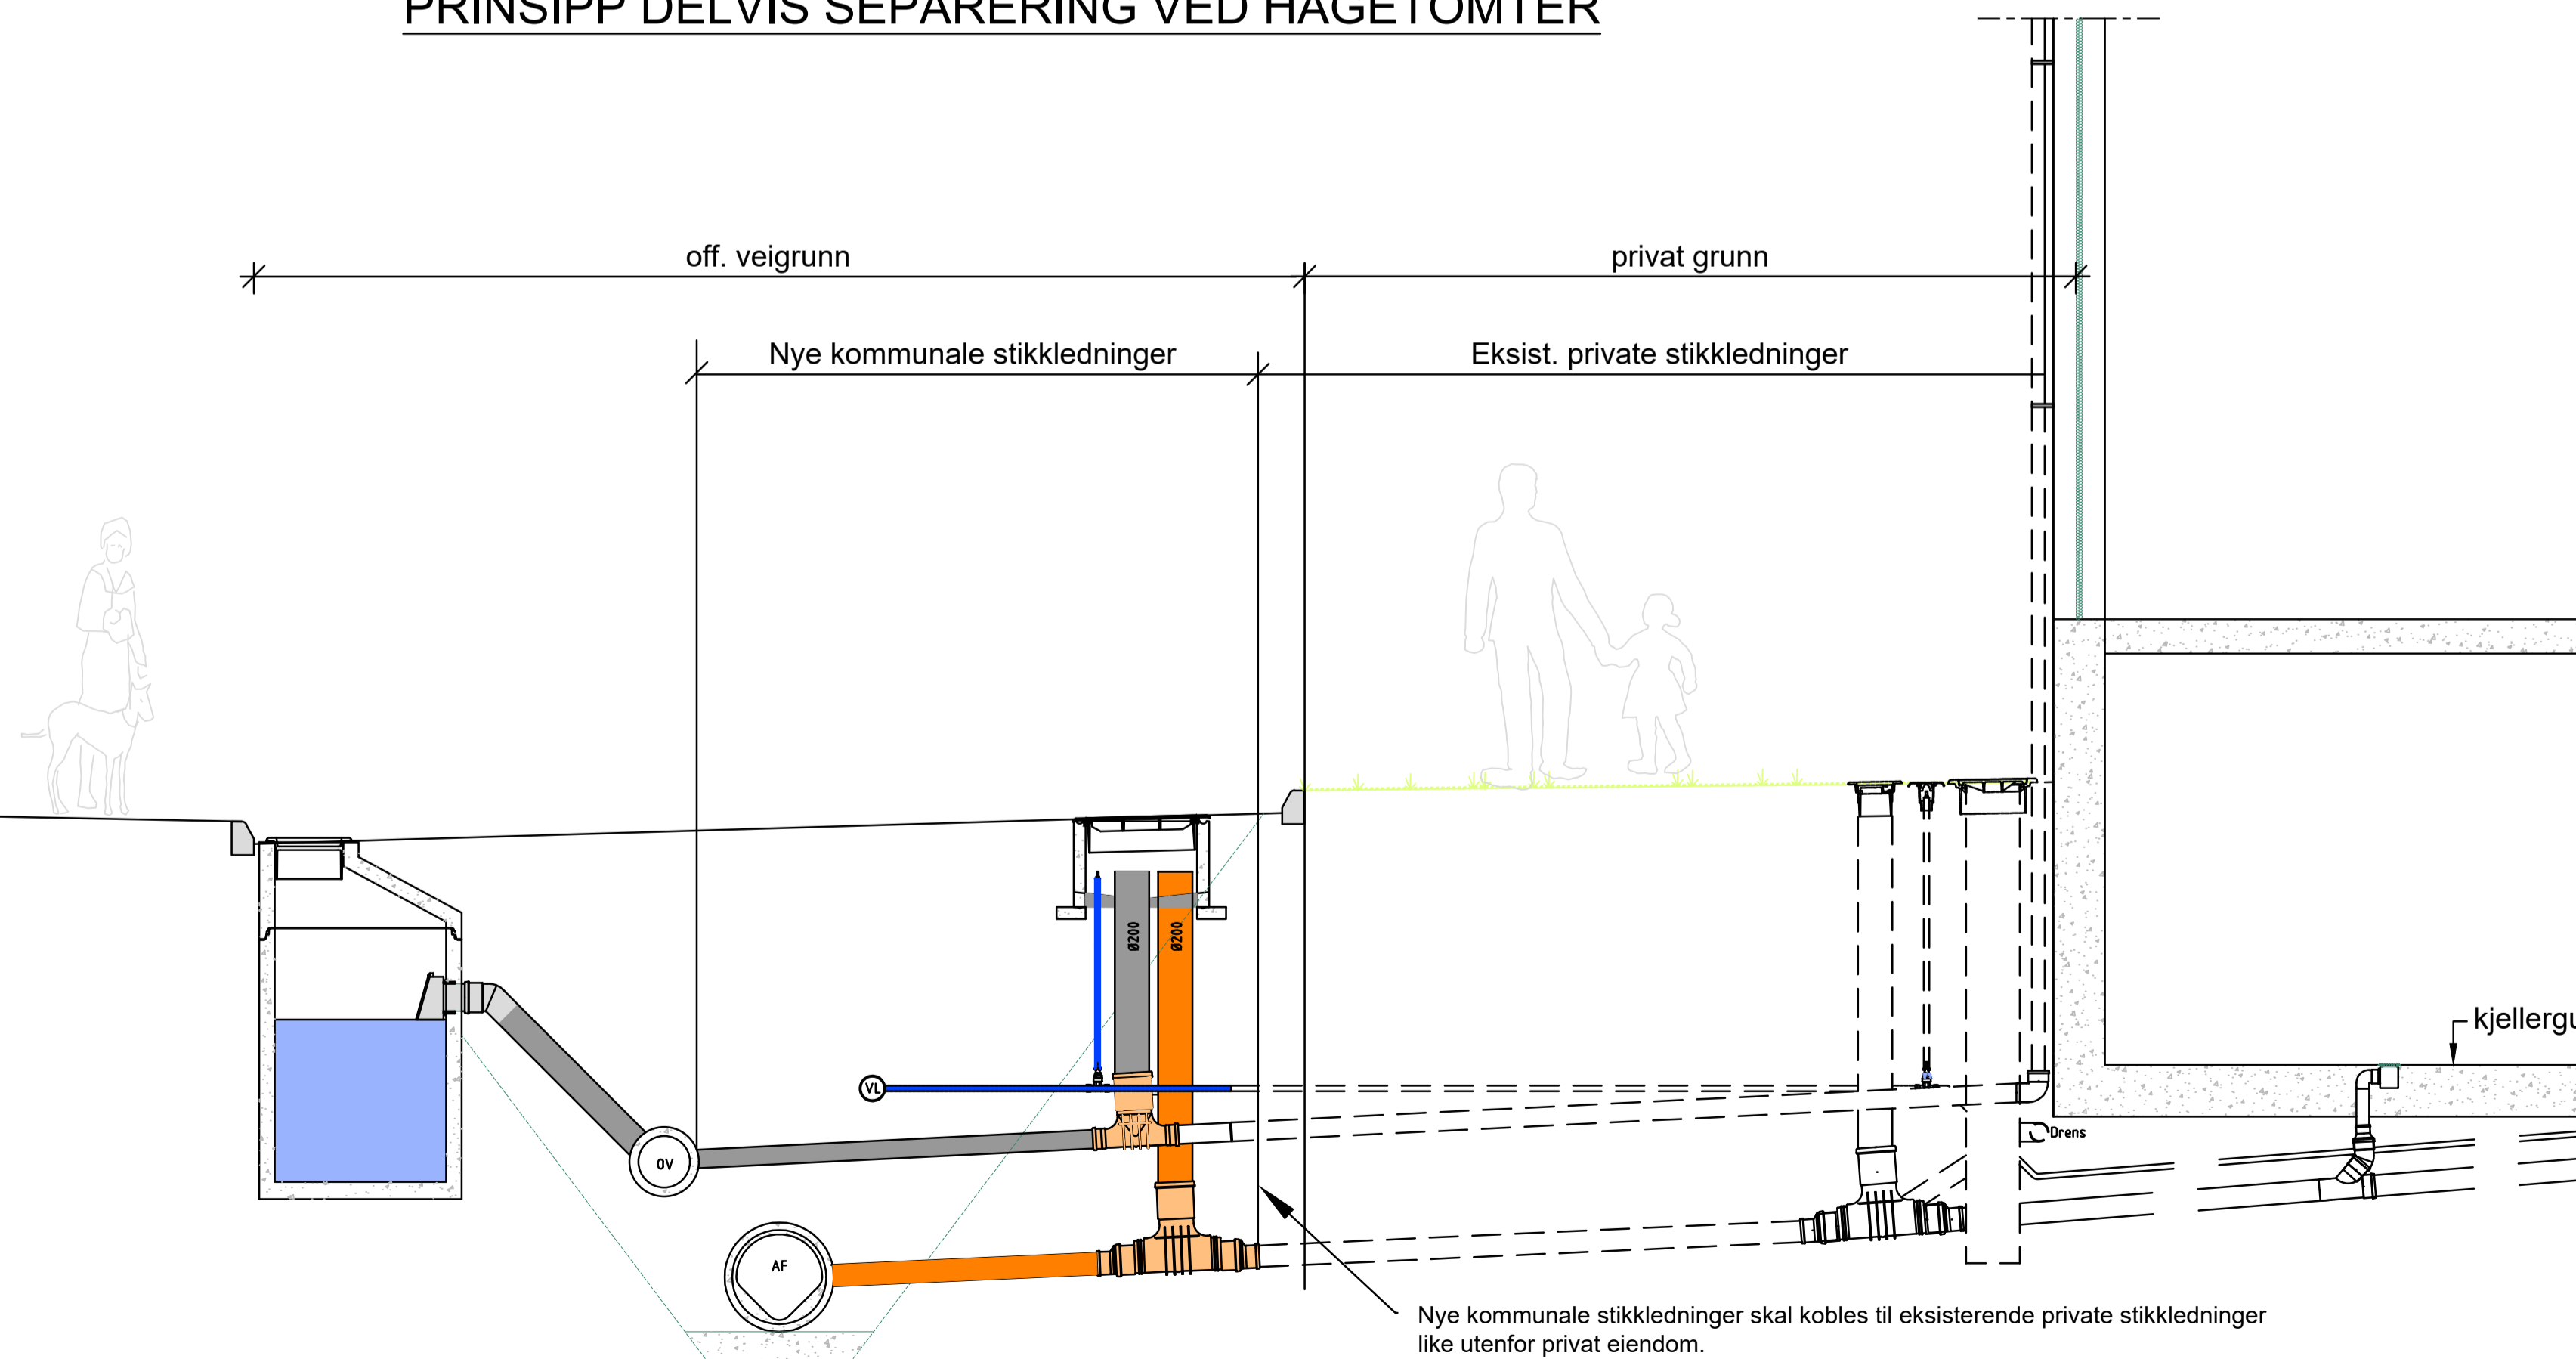 PRINSIPP DELVIS SEPARERING VED HAGETOMTER
off. veigrunn
privat grunn
Nye kommunale stikkledninger
Eksist. private stikkledninger
Ø200
Ø200
kjellergu
VL
Drens
OV
AF
Nye kommunale stikkledninger skal kobles til eksisterende private stikkledninger
like utenfor privat eiendom.